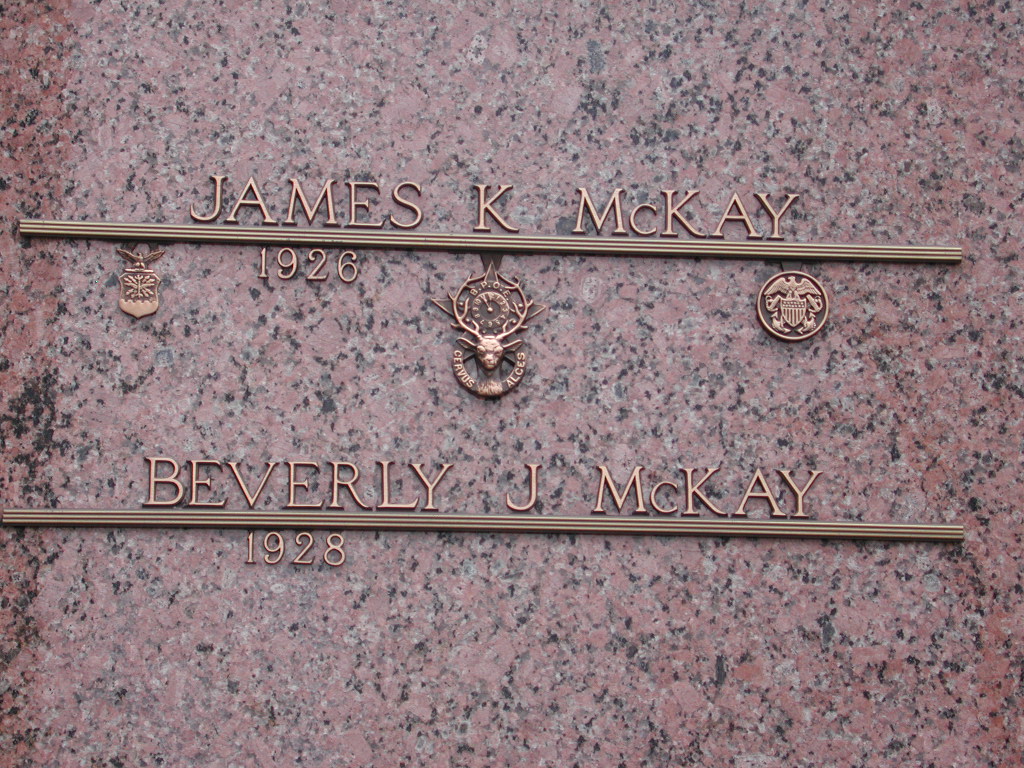 JAMES K McKAY
1926
B.P.O.E.
CERVUS ALCES
BEVERLY J McKAY
1928